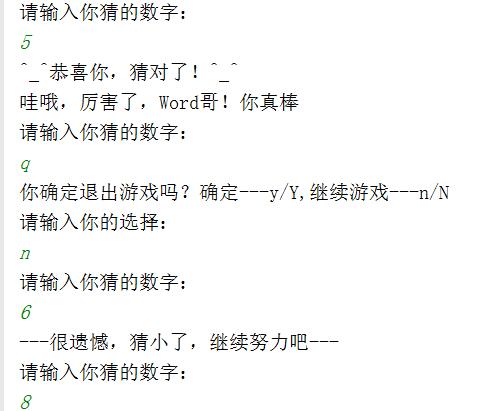 请输入你猜的数字:
5
^_^恭喜你，猜对了！^_^
哇哦，厉害了，Word哥！你真棒
请输入你猜的数字:
q
你确定退出游戏吗？确定---y/Y,继续游戏---n/N
请输入你的选择:
n
请输入你猜的数字:
6
---很遗憾，猜小了，继续努力吧---
请输入你猜的数字:
8